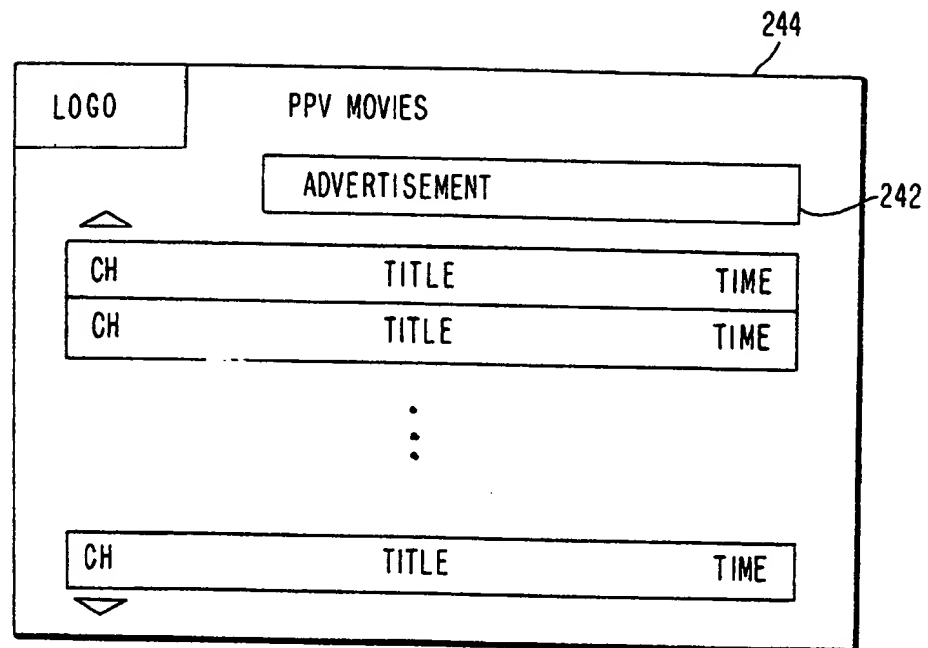 244
LOGO PPV MOVIES
ADVERTISEMENT
242
CH TITLE TIME
CH TITLE TIME
CH TITLE TIME